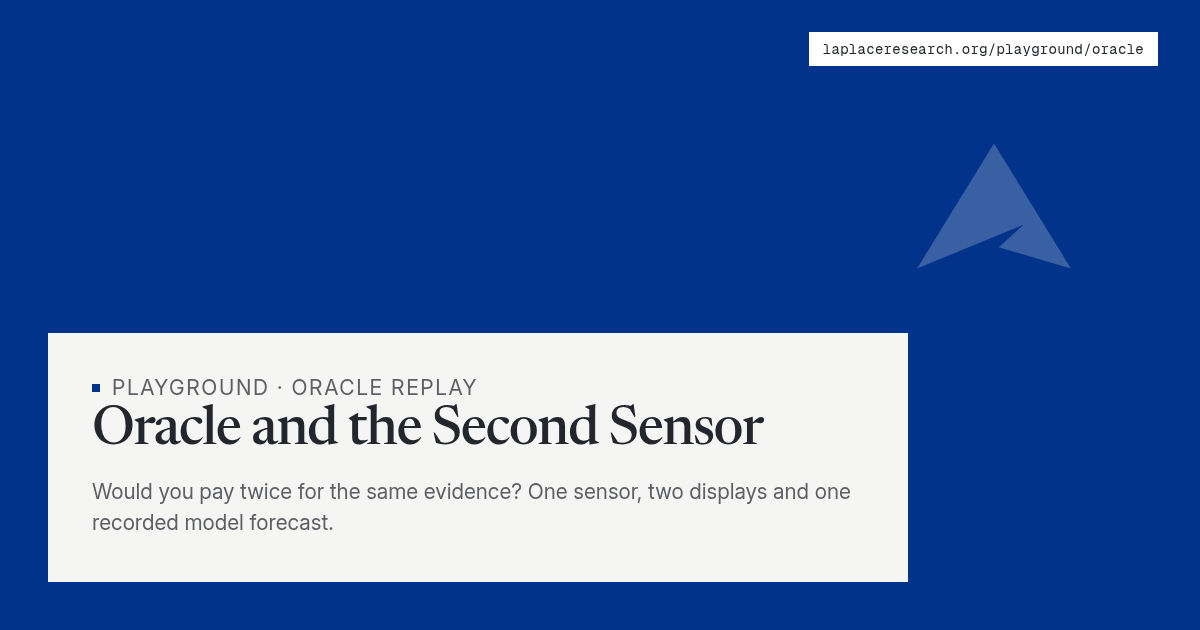 laplaceresearch.org/playground/oracle
PLAYGROUND · ORACLE REPLAY
Oracle and the Second Sensor
Would you pay twice for the same evidence? One sensor, two displays and one
recorded model forecast.